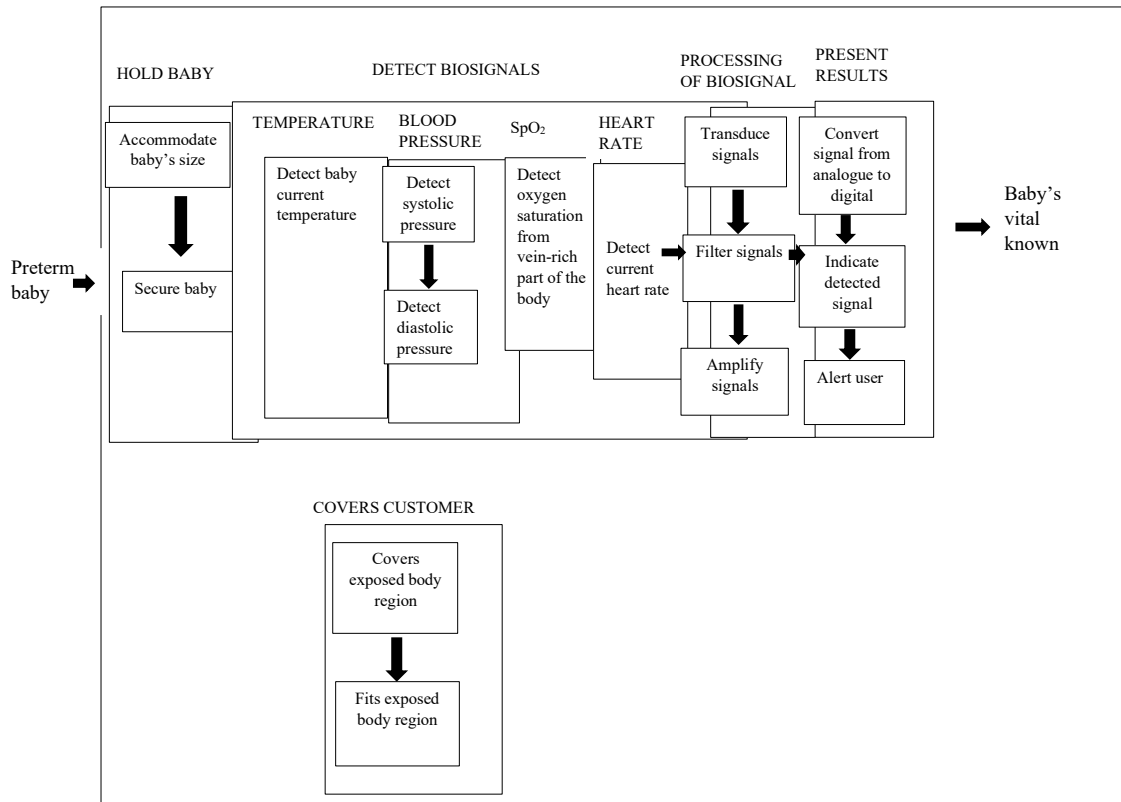 HOLD BABY
DETECT BIOSIGNALS
PROCESSING
OF BIOSIGNAL
PRESENT
RESULTS
Accommodate
baby's size
Secure baby
TEMPERATURE
Detect baby
current
temperature
BLOOD
PRESSURE
Detect
systolic
pressure
Detect
diastolic
pressure
SpO₂
Detect
oxygen
saturation
from
vein-rich
part of the
body
HEART
RATE
Detect current
heart rate
Transduce
signals
Filter signals
Amplify
signals
Convert
signal from
analogue to
digital
Indicate
detected
signal
Alert user
Preterm
baby
Baby's
vital
known
COVERS CUSTOMER
Covers
exposed body
region
Fits exposed
body region